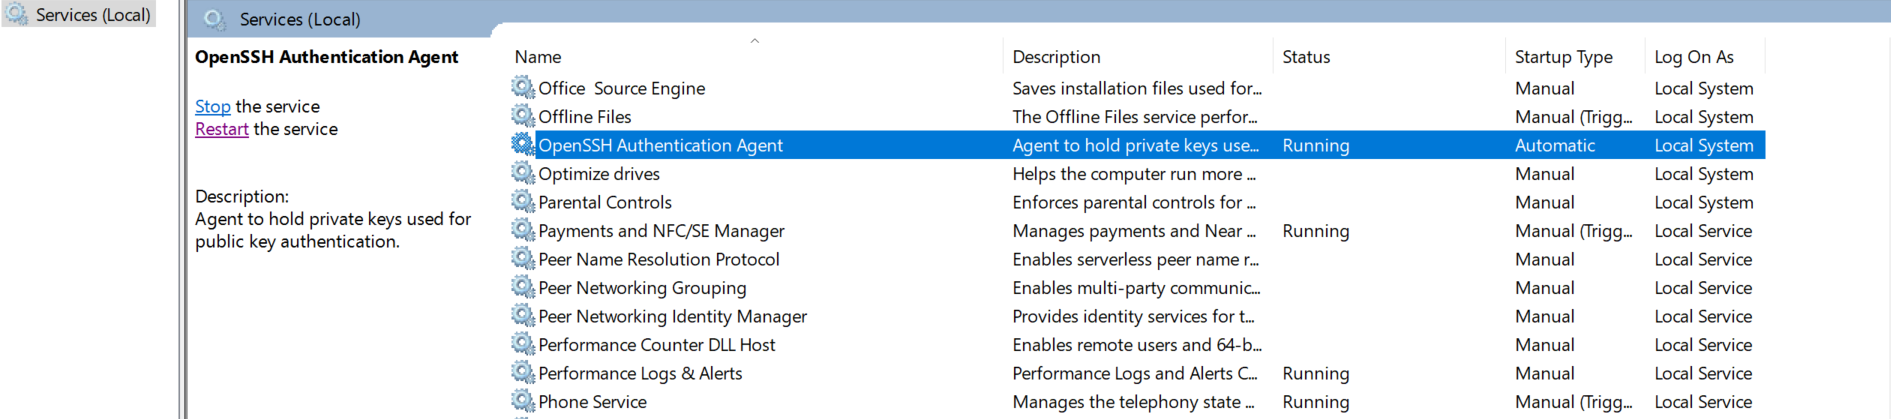 Services (Local)
Services (Local)
OpenSSH Authentication Agent
Stop the service
Restart the service
Description:
Agent to hold private keys used for
public key authentication.
Name Description Status Startup Type Log On As
Office  Source Engine Saves installation files used for... Manual Local System
Offline Files The Offline Files service perfor... Manual (Trigg... Local System
OpenSSH Authentication Agent Agent to hold private keys use... Running Automatic Local System
Optimize drives Helps the computer run more ... Manual Local System
Parental Controls Enforces parental controls for ... Manual Local System
Payments and NFC/SE Manager Manages payments and Near ... Running Manual (Trigg... Local Service
Peer Name Resolution Protocol Enables serverless peer name r... Manual Local Service
Peer Networking Grouping Enables multi-party communic... Manual Local Service
Peer Networking Identity Manager Provides identity services for t... Manual Local Service
Performance Counter DLL Host Enables remote users and 64-b... Manual Local Service
Performance Logs & Alerts Performance Logs and Alerts C... Running Manual Local Service
Phone Service Manages the telephony state ... Running Manual (Trigg... Local Service